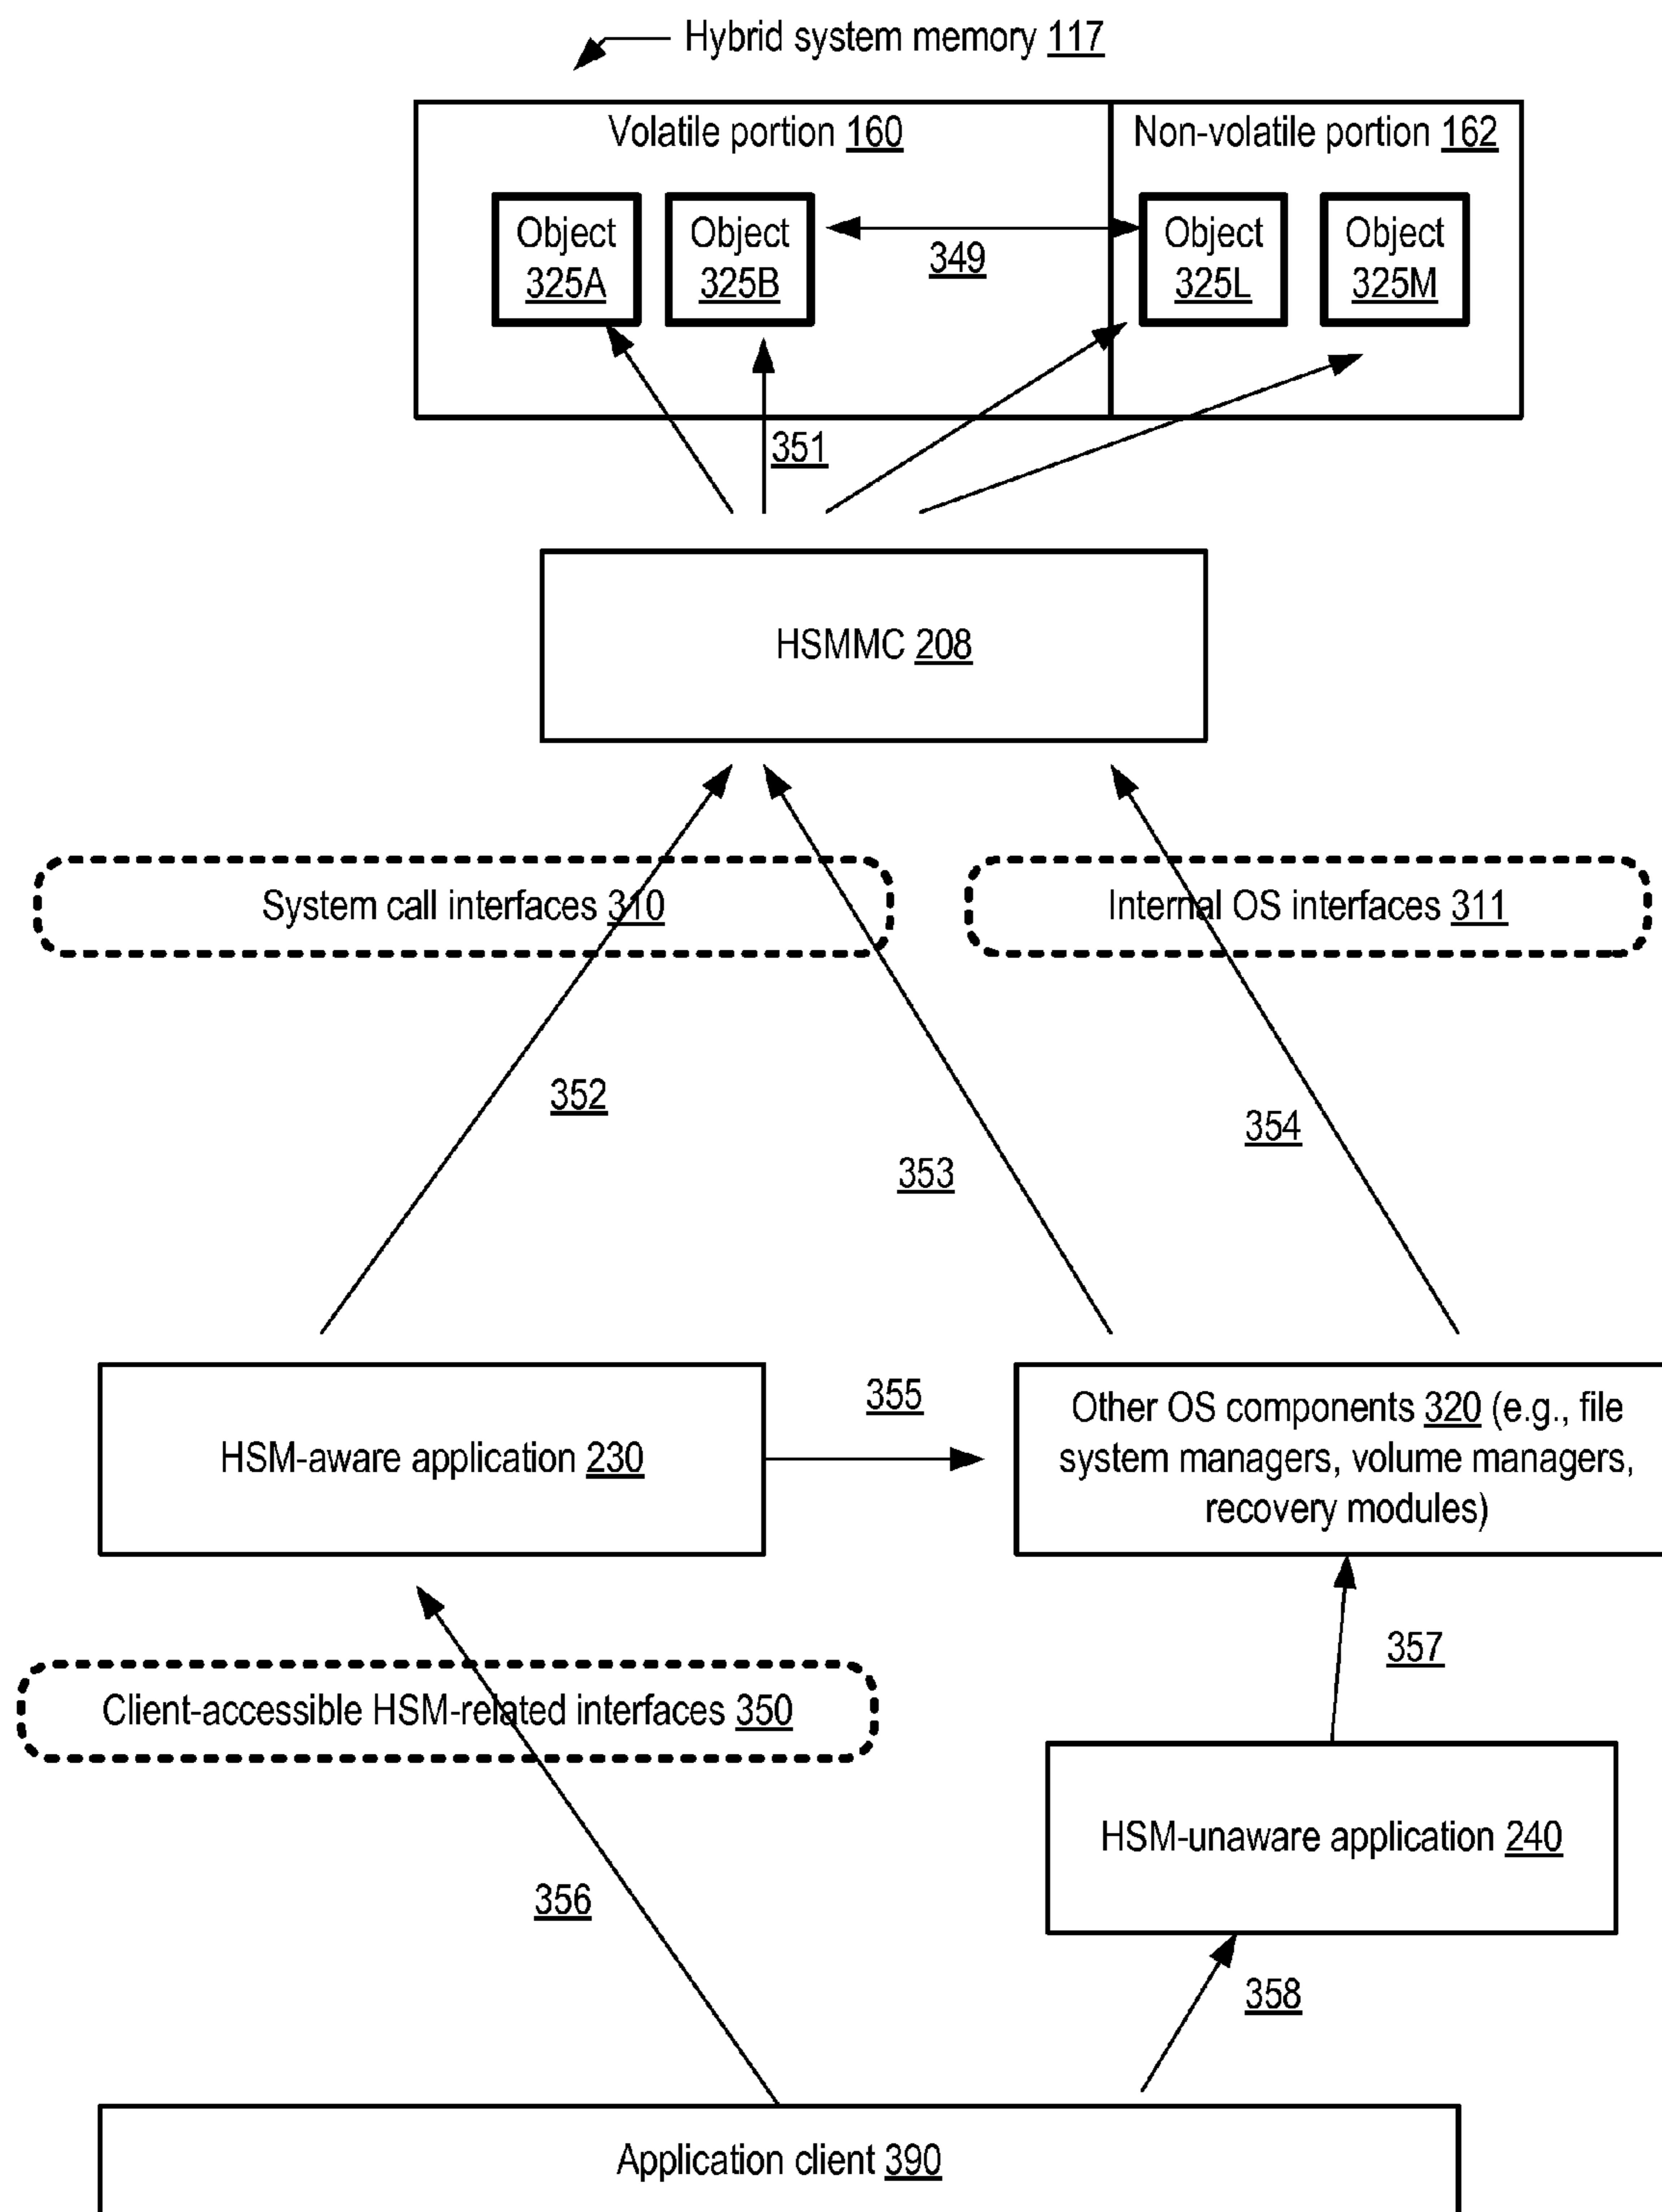 Hybrid system memory 117
Volatile portion 160
Non-volatile portion 162
Object
325A
Object
325B
349
Object
325L
Object
325M
351
HSMMC 208
System call interfaces 310
Internal OS interfaces 311
352
353
354
HSM-aware application 230
355
Other OS components 320 (e.g., file
system managers, volume managers,
recovery modules)
357
Client-accessible HSM-related interfaces 350
HSM-unaware application 240
356
358
Application client 390